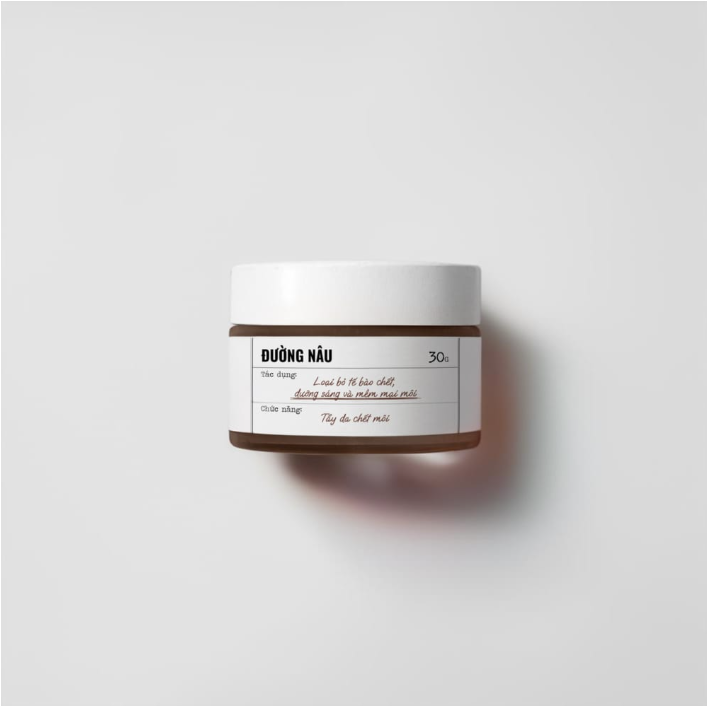 ĐƯỜNG NÂU 30G
Tác dụng:
Loại bỏ tế bào chết,
dưỡng sáng và mềm mại môi
Chức năng:
Tẩy da chết môi